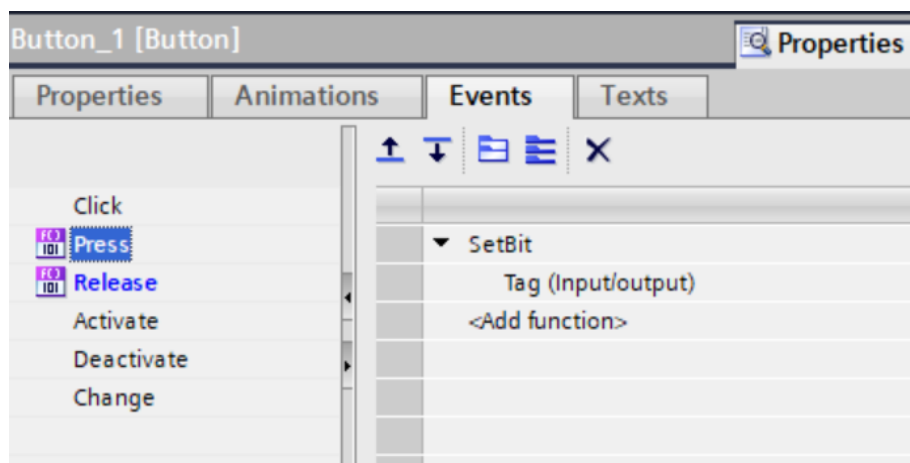 Button_1 [Button]
Properties
Properties
Animations
Events
Texts
Click
Press
Release
Activate
Deactivate
Change
SetBit
Tag (Input/output)
<Add function>